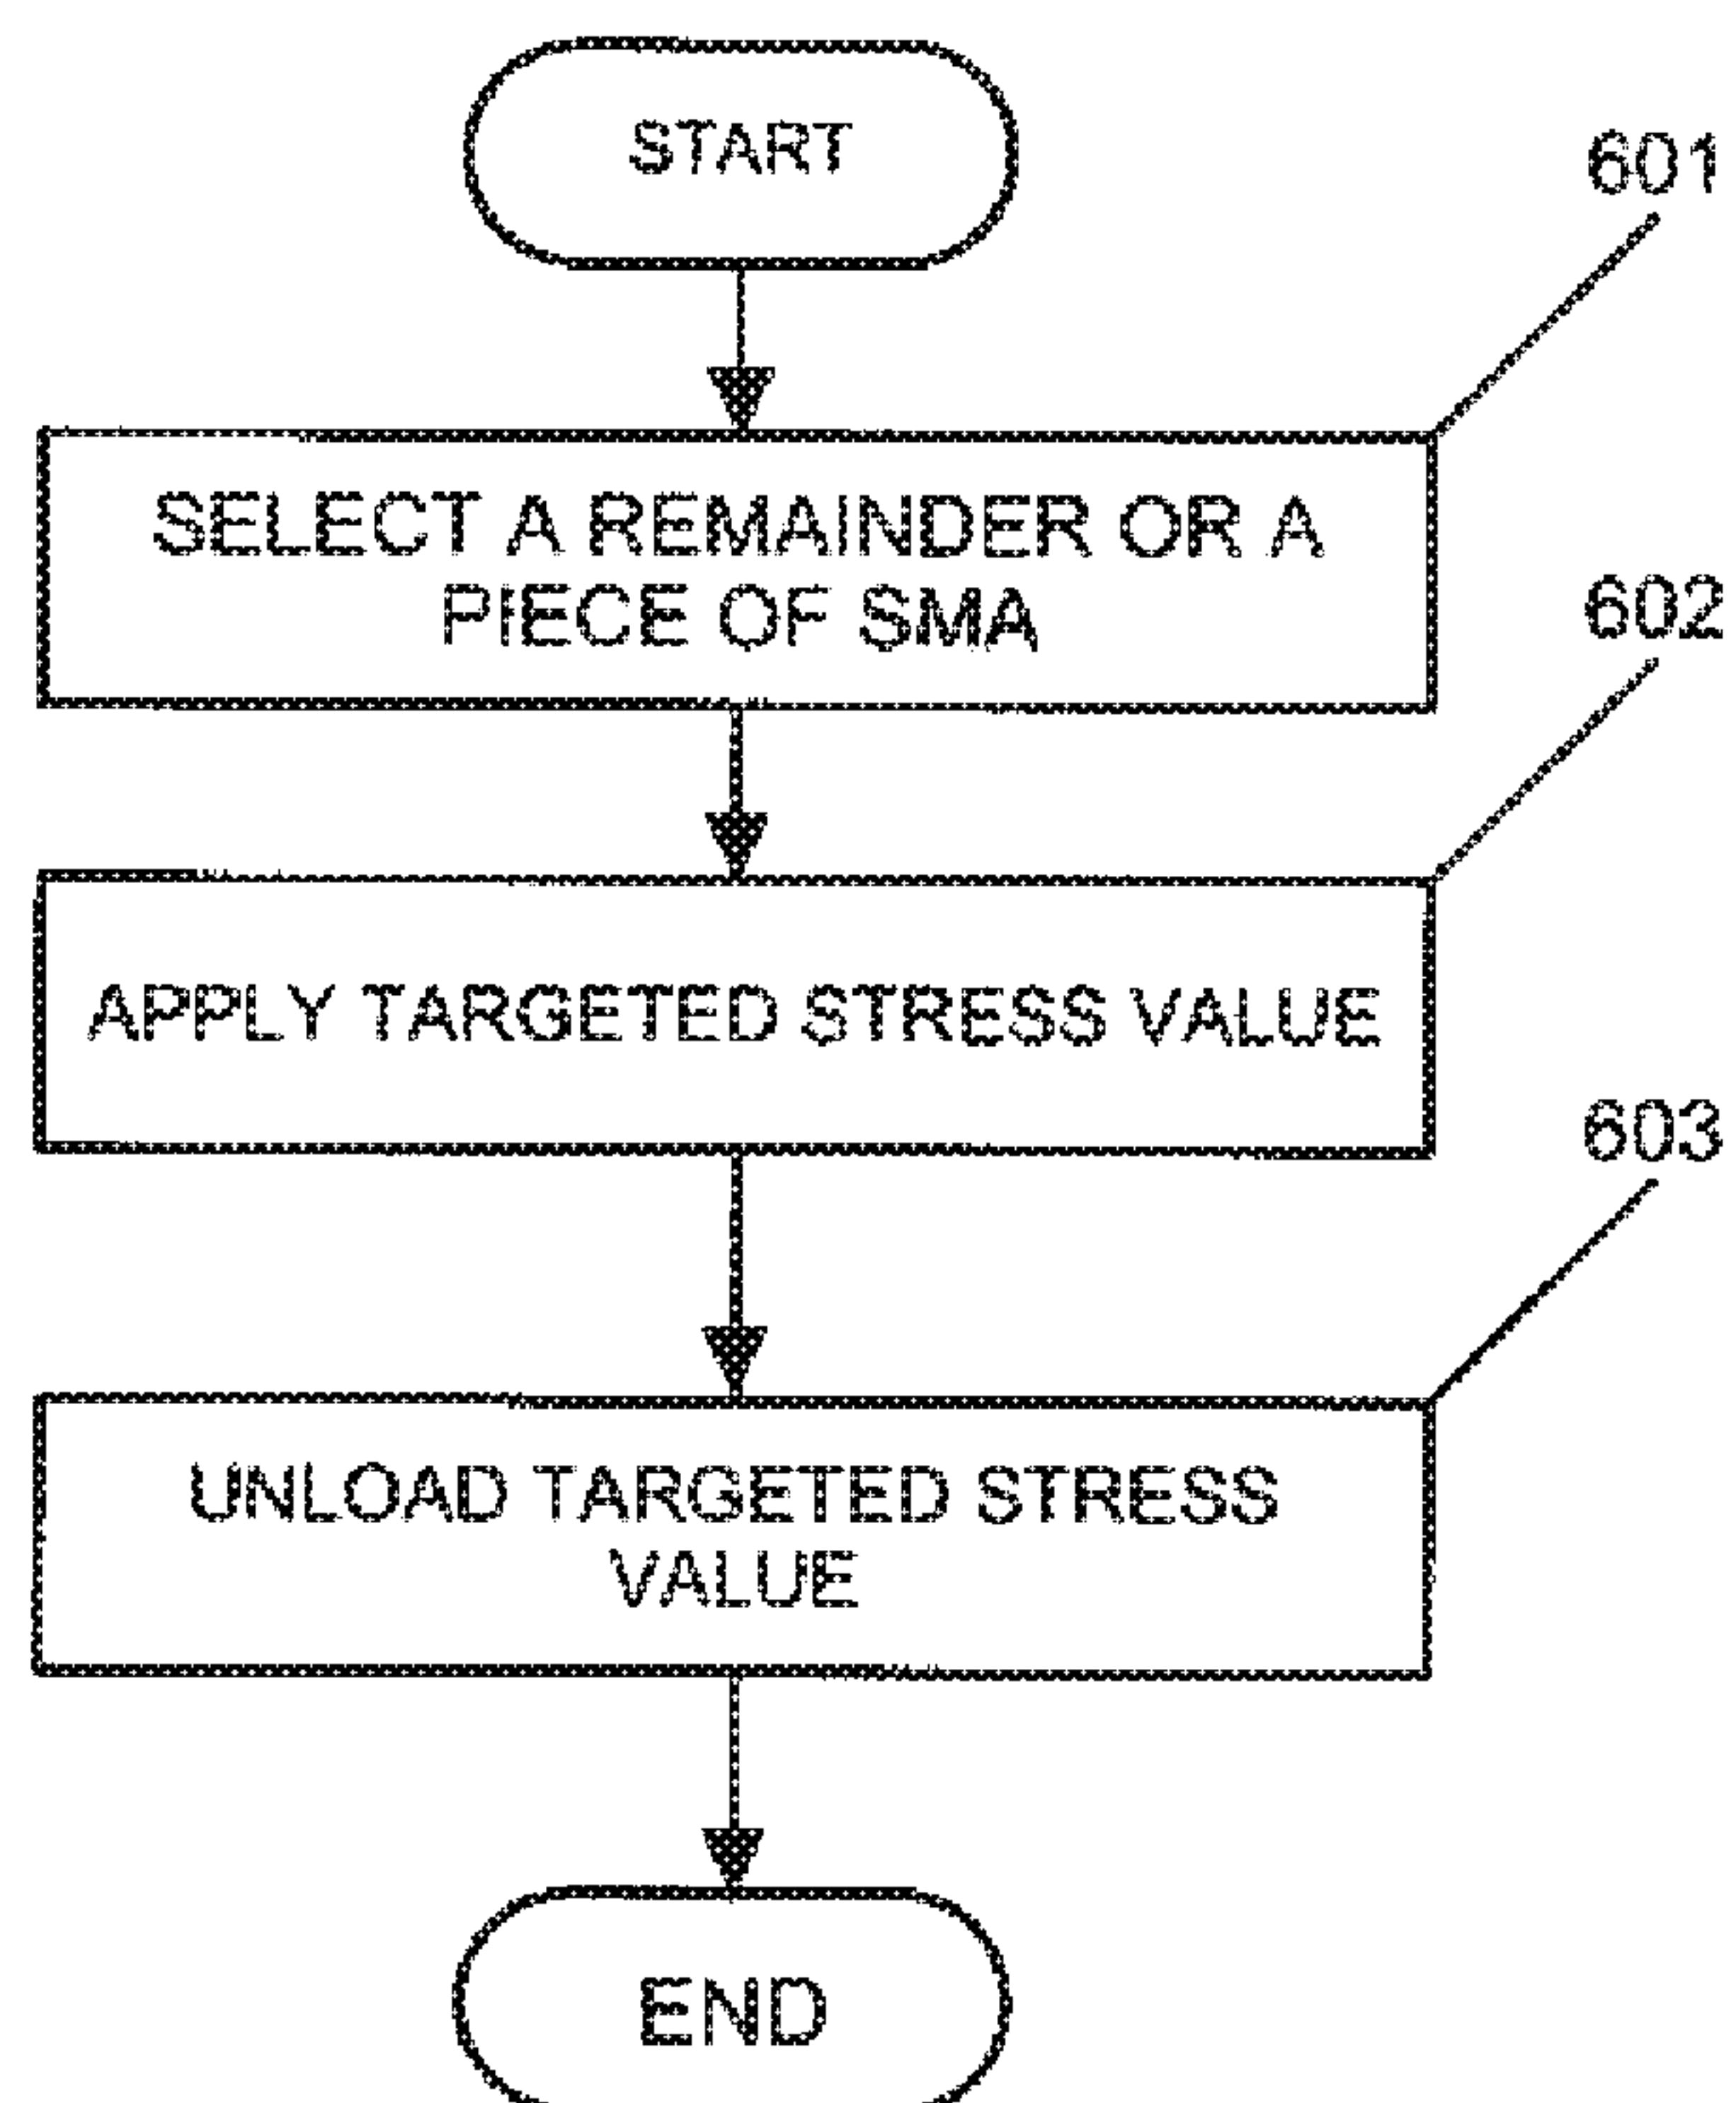 START
601
SELECT A REMAINDER OR A
PIECE OF SMA
602
APPLY TARGETED STRESS VALUE
603
UNLOAD TARGETED STRESS
VALUE
END